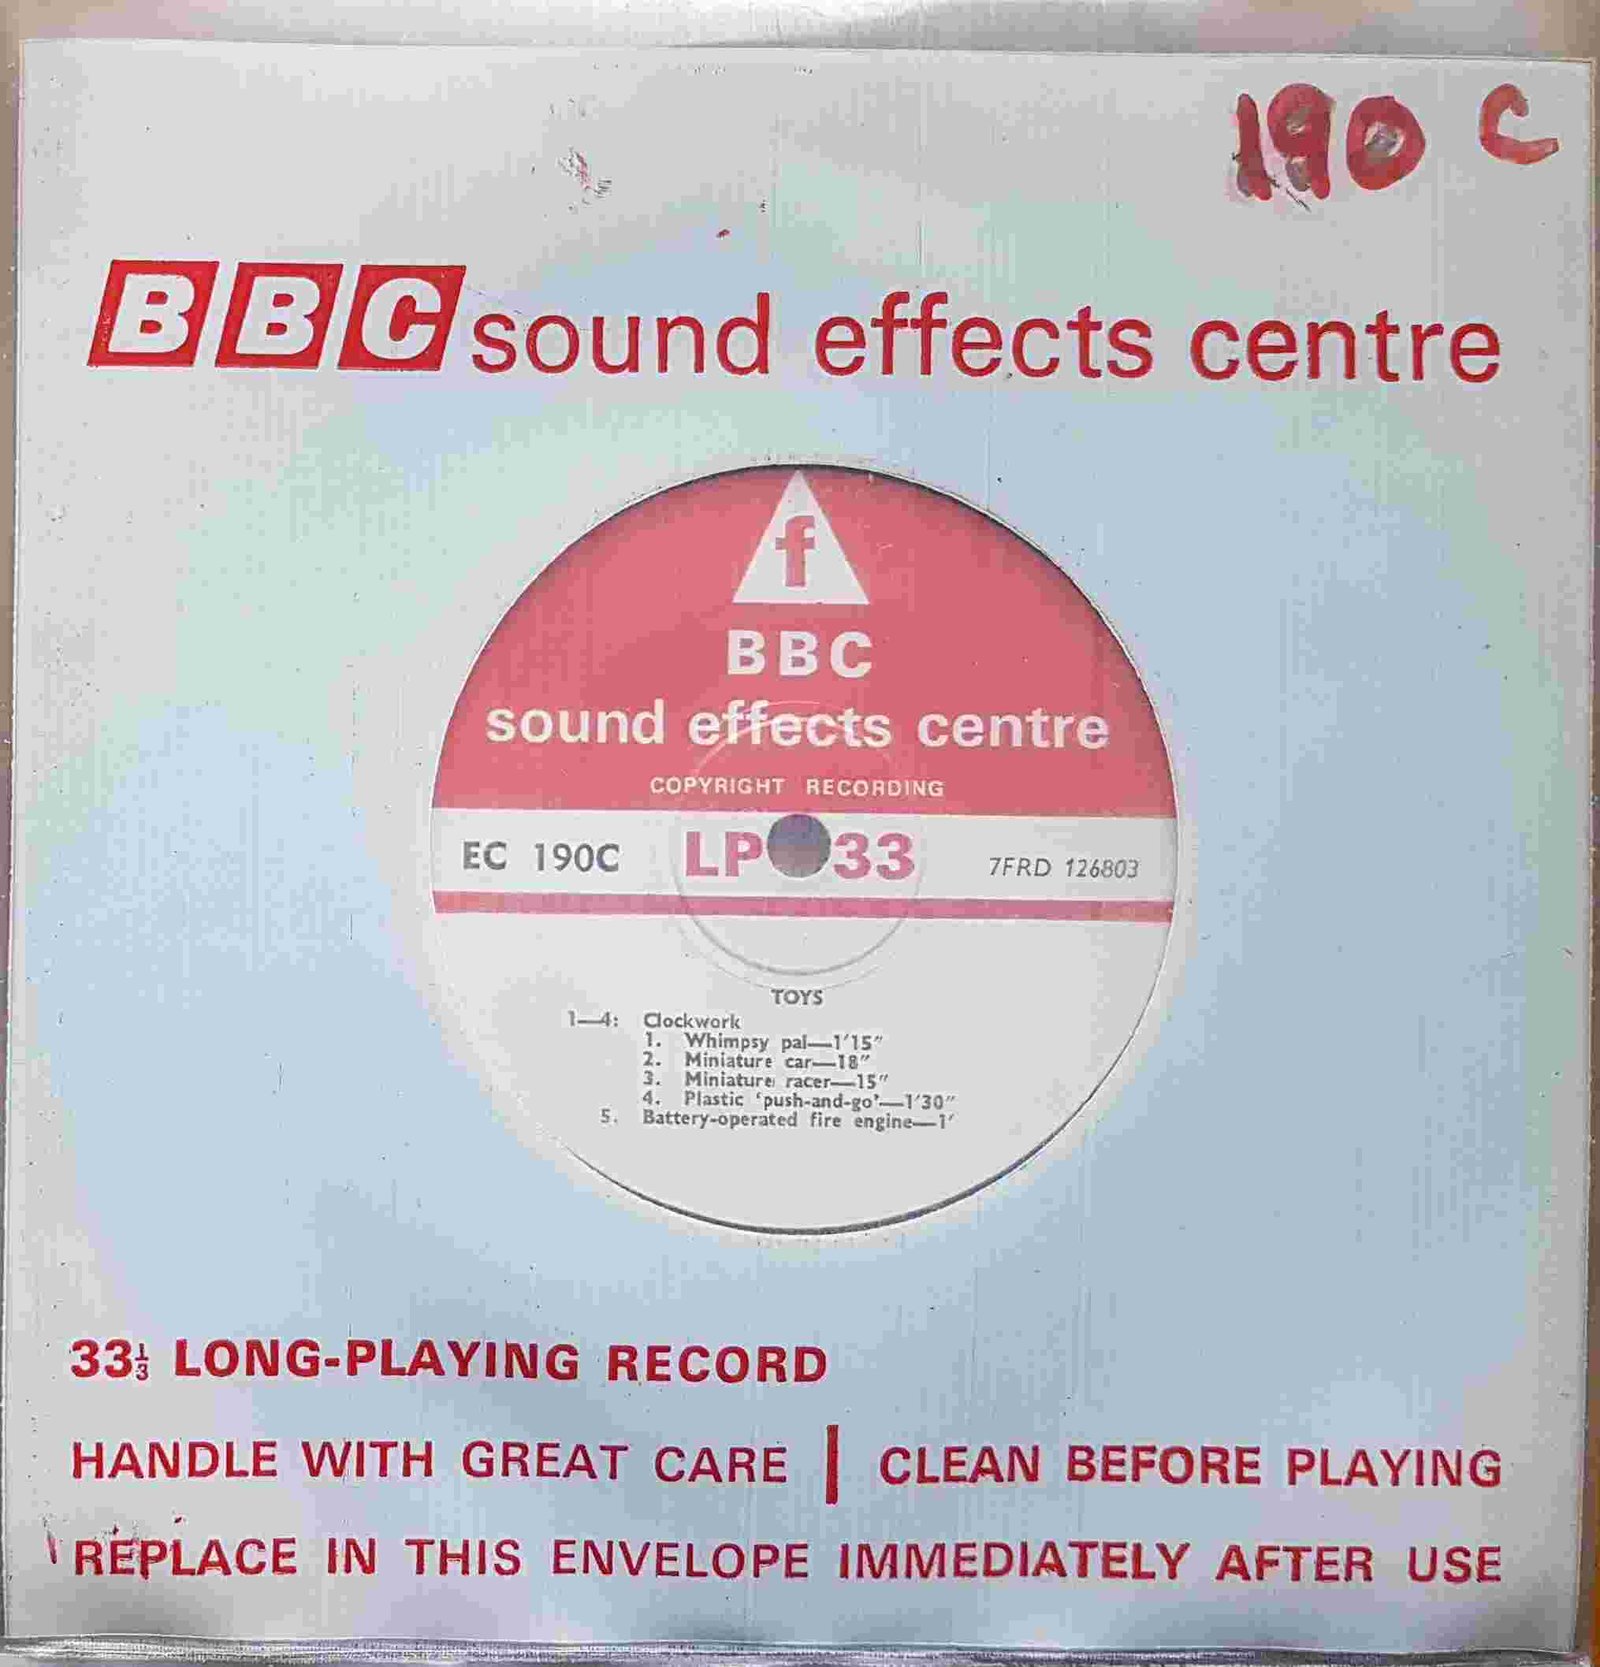 190 C
BBC sound effects centre
f
BBC
sound effects centre
COPYRIGHT RECORDING
EC 190C LP 33 7FRD 126803
TOYS
1—4: Clockwork
1. Whimpsy pal—1'15"
2. Miniature car—18"
3. Miniature racer—15"
4. Plastic 'push-and-go'—1'30"
5. Battery-operated fire engine—1'
33⅓ LONG-PLAYING RECORD
HANDLE WITH GREAT CARE | CLEAN BEFORE PLAYING
REPLACE IN THIS ENVELOPE IMMEDIATELY AFTER USE